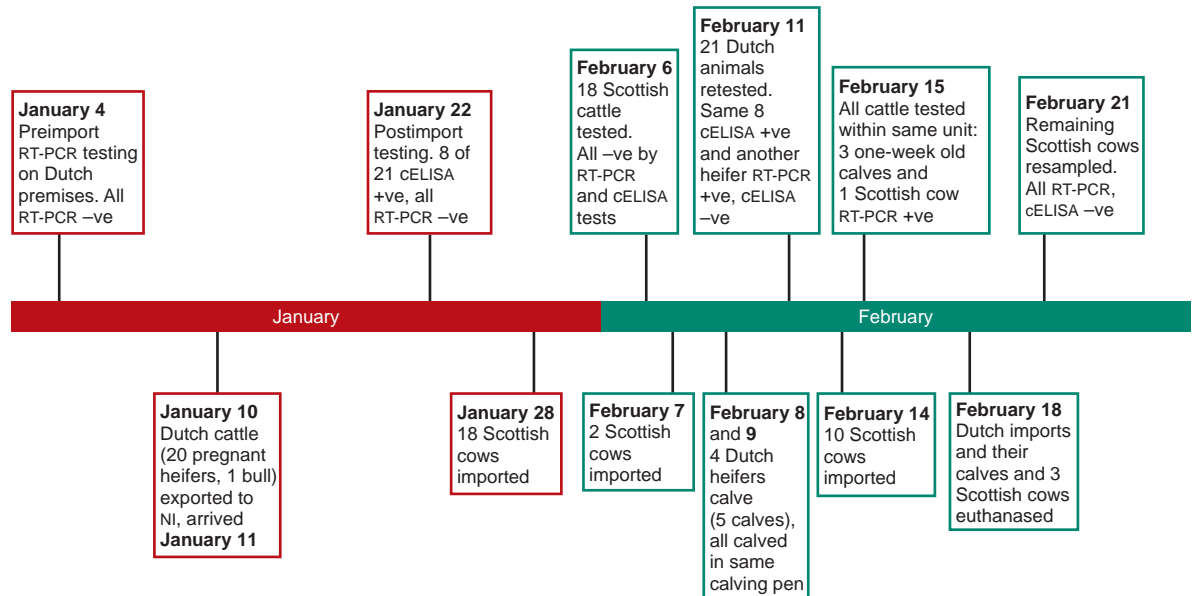 January 4
Preimport
RT-PCR testing
on Dutch
premises. All
RT-PCR –ve
January 22
Postimport
testing. 8 of
21 cELISA
+ve, all
RT-PCR –ve
February 6
18 Scottish
cattle
tested.
All –ve by
RT-PCR
and cELISA
tests
February 11
21 Dutch
animals
retested.
Same 8
cELISA +ve
and another
heifer RT-PCR
+ve, cELISA
–ve
February 15
All cattle tested
within same unit:
3 one-week old
calves and
1 Scottish cow
RT-PCR +ve
February 21
Remaining
Scottish cows
resampled.
All RT-PCR,
cELISA –ve
January
February
January 10
Dutch cattle
(20 pregnant
heifers, 1 bull)
exported to
NI, arrived
January 11
January 28
18 Scottish
cows
imported
February 7
2 Scottish
cows
imported
February 8
and 9
4 Dutch
heifers
calve
(5 calves),
all calved
in same
calving pen
February 14
10 Scottish
cows
imported
February 18
Dutch imports
and their
calves and 3
Scottish cows
euthanased